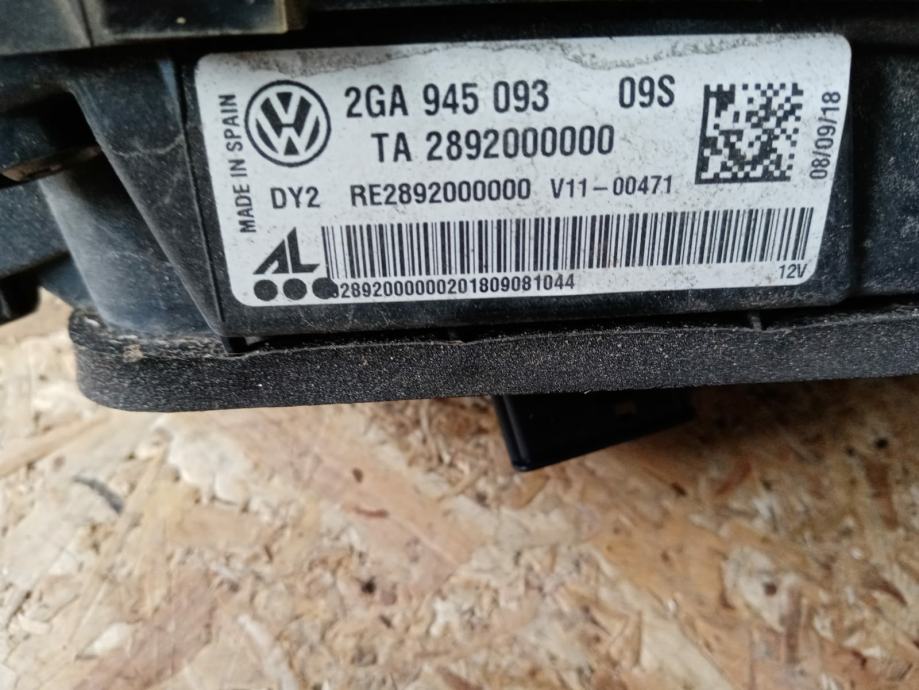 MADE IN SPAIN
2GA 945 093 09S
TA 2892000000
DY2 RE2892000000 V11-00471
08/09/18
AL
2892000000201809081044
12V